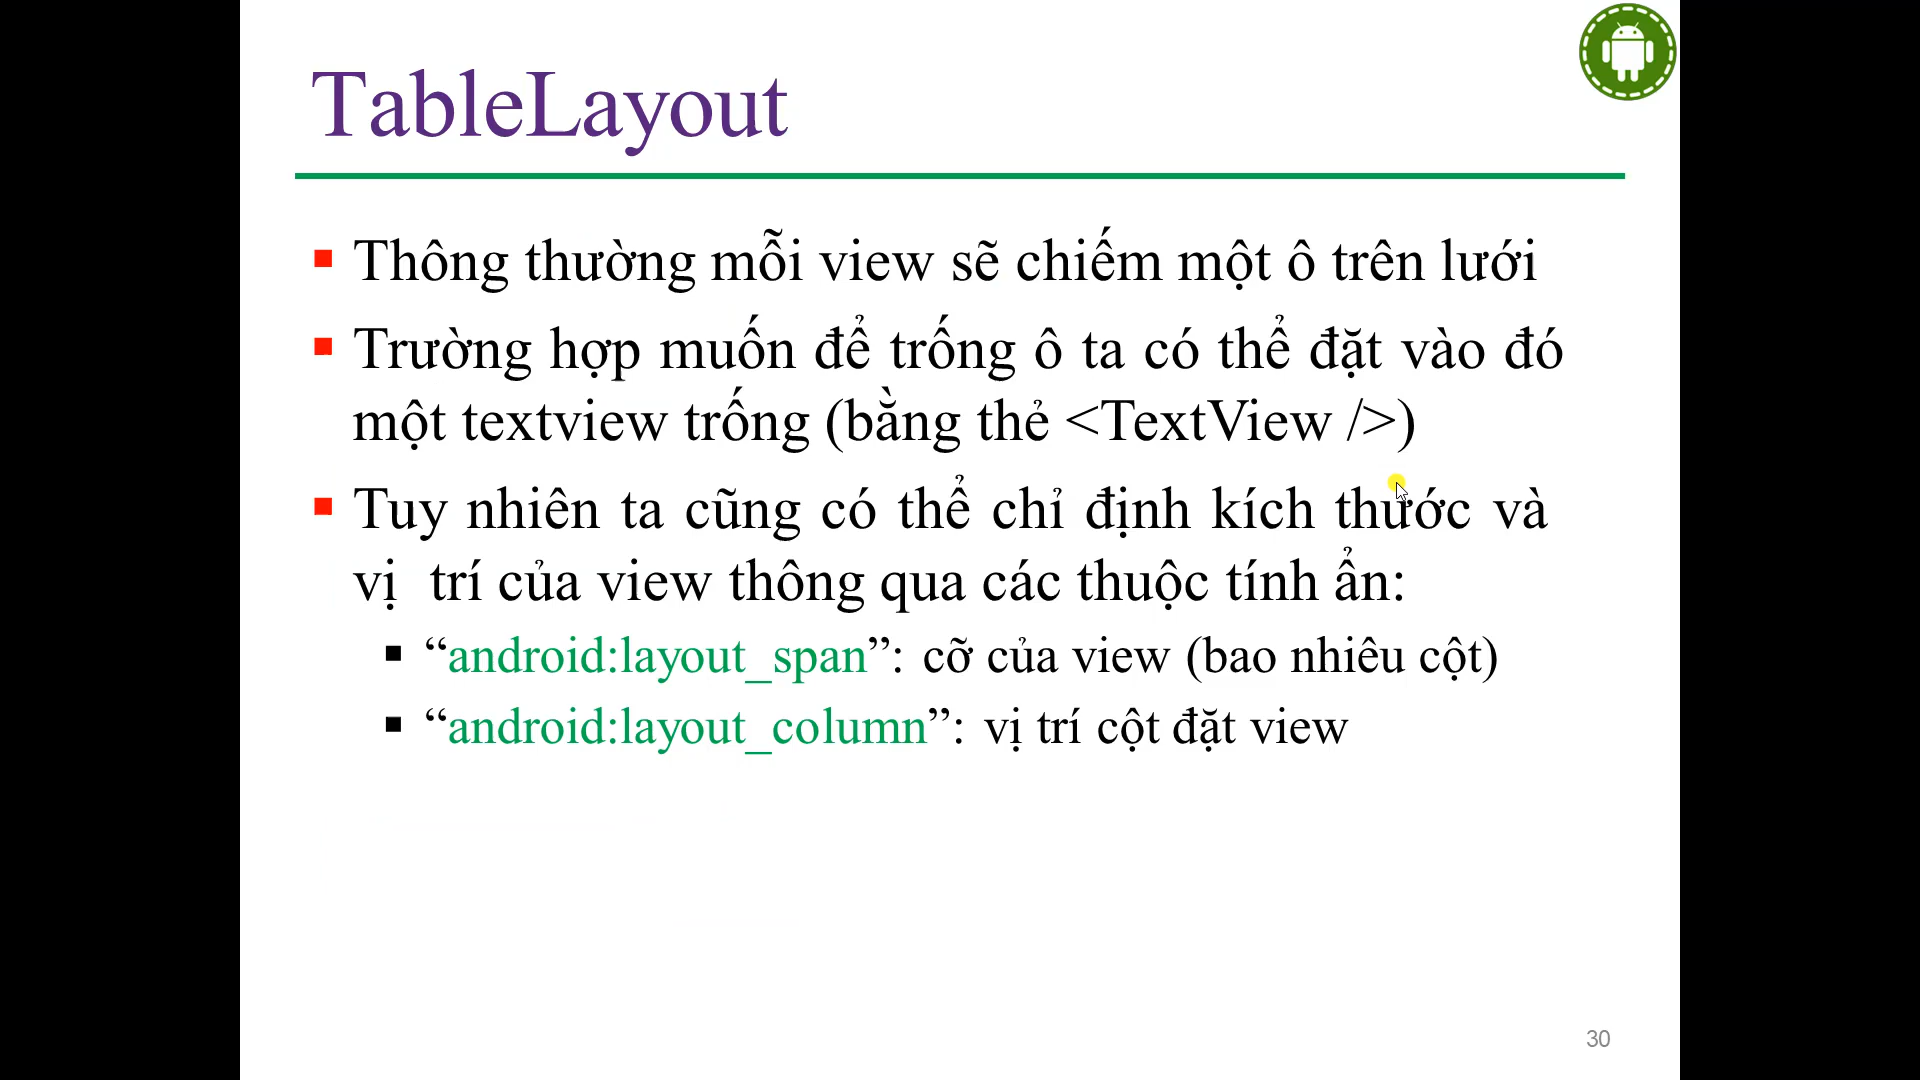 TableLayout
Thông thường mỗi view sẽ chiếm một ô trên lưới
Trường hợp muốn để trống ô ta có thể đặt vào đó
một textview trống (bằng thẻ <TextView />)
Tuy nhiên ta cũng có thể chỉ định kích thước và
vị trí của view thông qua các thuộc tính ẩn:
“android:layout_span”: cỡ của view (bao nhiêu cột)
“android:layout_column”: vị trí cột đặt view
30